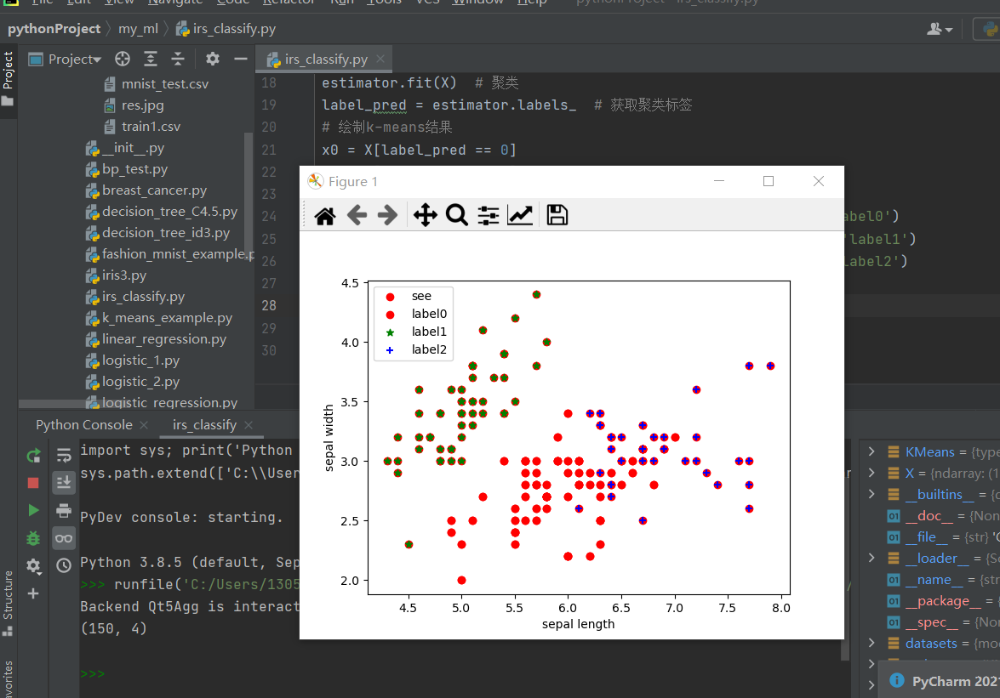 File Edit View Navigate Code Refactor Run Tools VCS Window Help pythonProject - irs_classify.py
pythonProject my_ml irs_classify.py
Project
Project
irs_classify.py
mnist_test.csv
res.jpg
train1.csv
__init__.py
bp_test.py
breast_cancer.py
decision_tree_C4.5.py
decision_tree_id3.py
fashion_mnist_example.p
iris3.py
irs_classify.py
k_means_example.py
linear_regression.py
logistic_1.py
logistic_2.py
logistic_regression.py
18 estimator.fit(X) # 聚类
19 label_pred = estimator.labels_ # 获取聚类标签
20 # 绘制k-means结果
21 x0 = X[label_pred == 0]
22
23
24 abel0')
25 'label1')
26 label2')
27
28
29
30
Figure 1
see
label0
label1
label2
4.5
4.0
3.5
3.0
2.5
2.0
sepal width
4.5 5.0 5.5 6.0 6.5 7.0 7.5 8.0
sepal length
Python Console irs_classify
import sys; print('Python
sys.path.extend(['C:\\User
PyDev console: starting.
Python 3.8.5 (default, Sep
>>> runfile('C:/Users/1305
Backend Qt5Agg is interact
(150, 4)
>>>
KMeans = {type
X = {ndarray: (1
__builtins__ = {d
__doc__ = {Non
__file__ = {str} 'C
__loader__ = {So
__name__ = {str
__package__ = {
__spec__ = {Non
datasets = {mod
PyCharm 2021
Structure
avorites